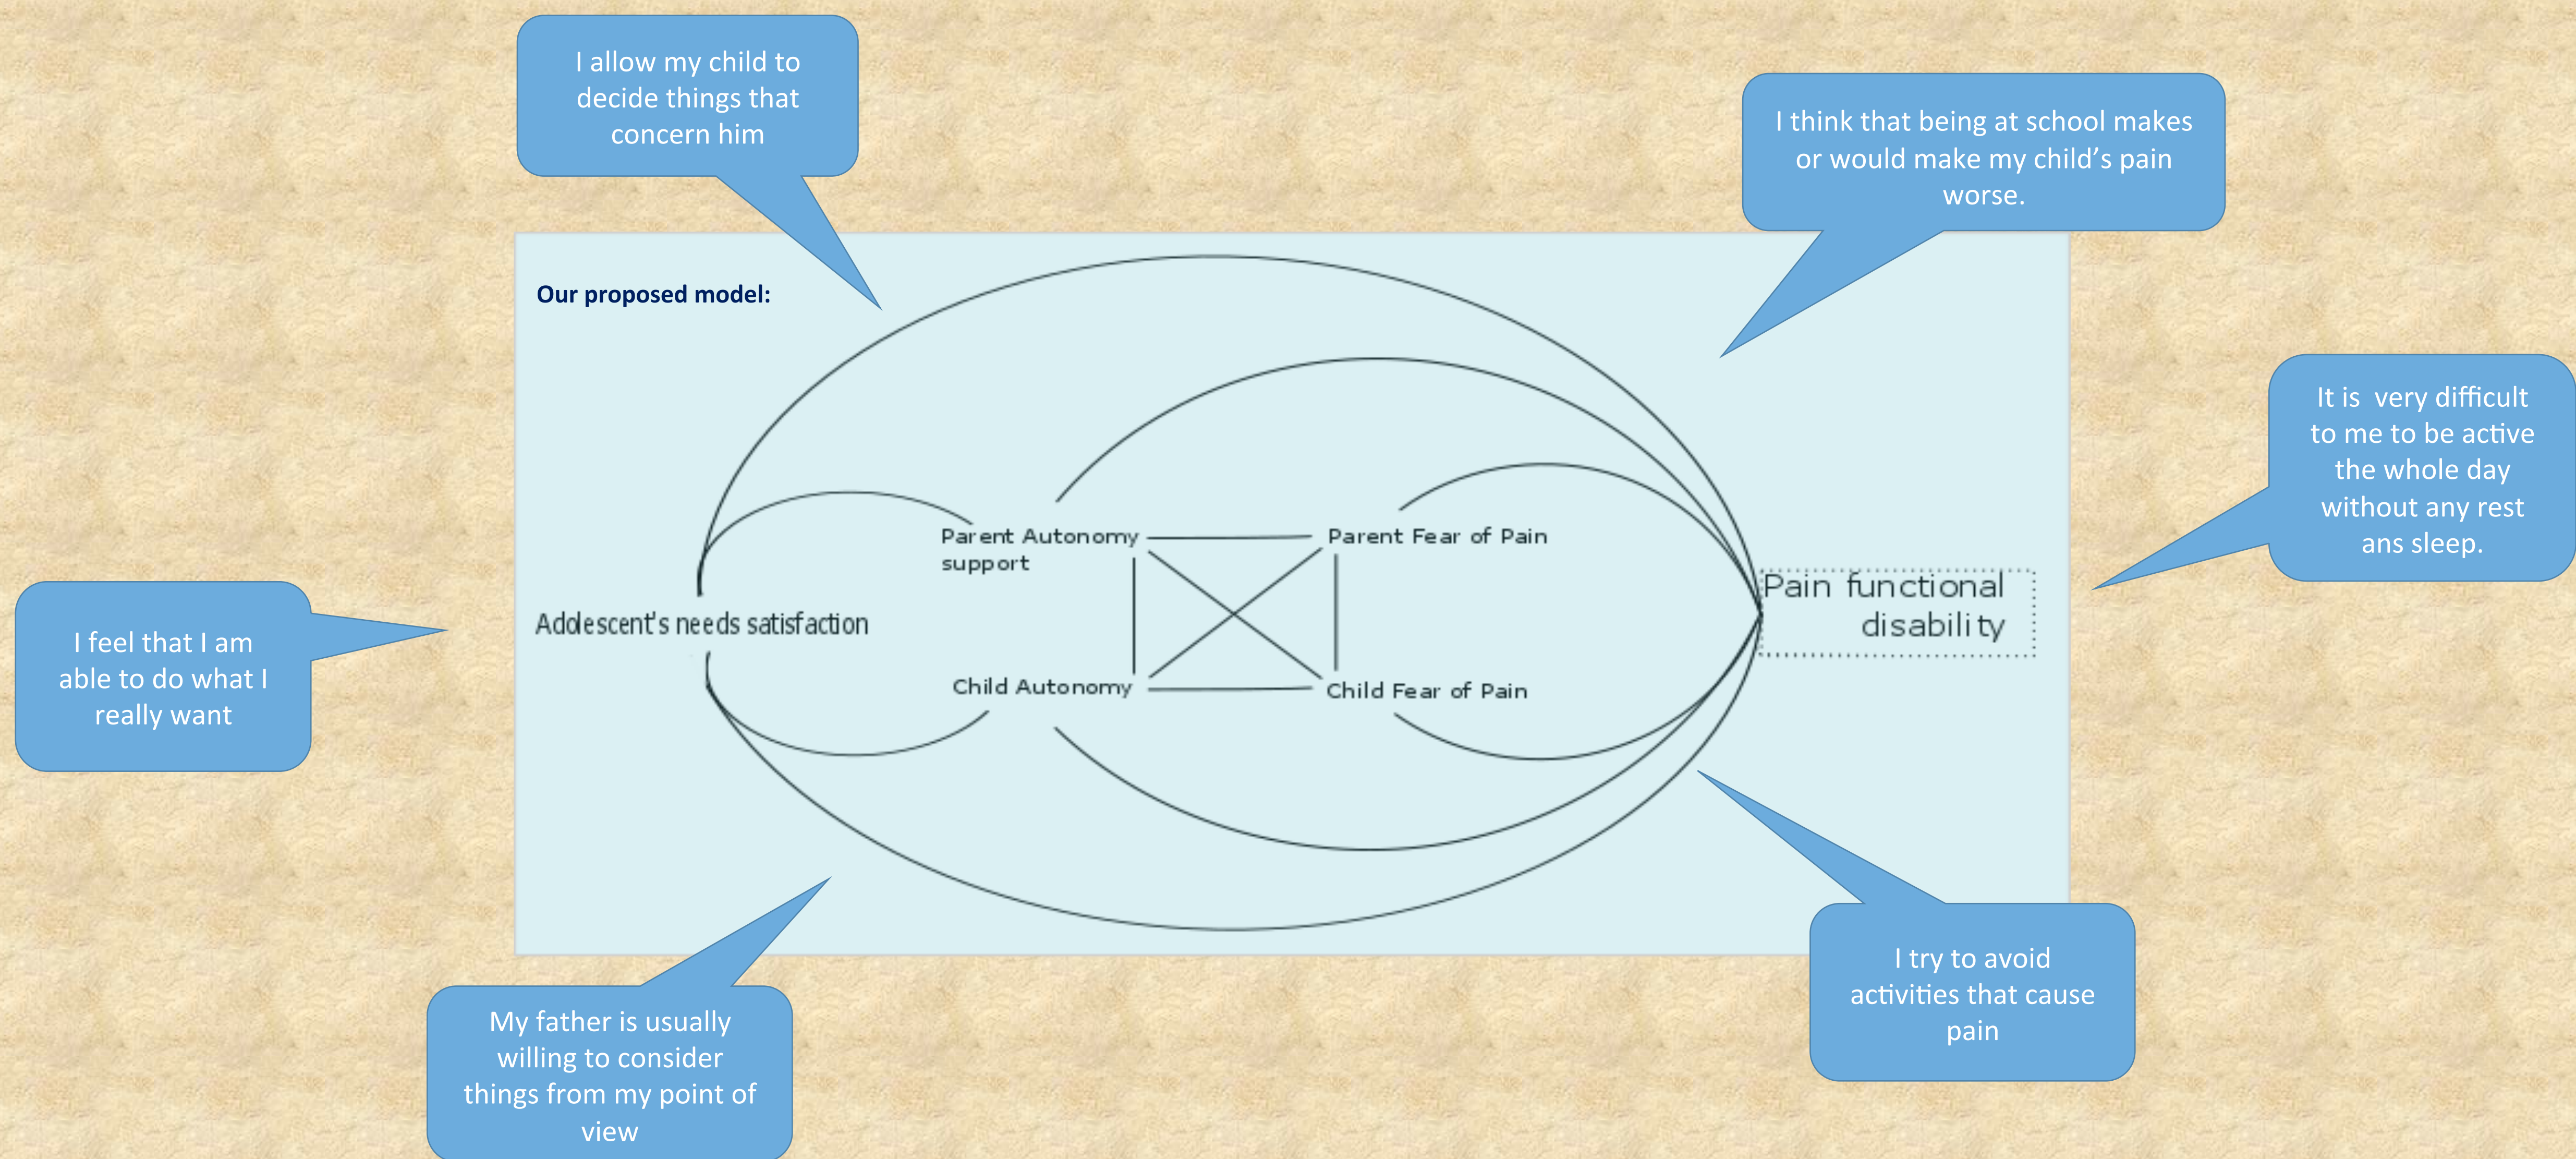 I allow my child to
decide things that
concern him
I think that being at school makes
or would make my child’s pain
worse.
Our proposed model:
It is  very difficult
to me to be active
the whole day
without any rest
ans sleep.
Parent Autonomy
support
Parent Fear of Pain
Pain functional
disability
Adolescent's needs satisfaction
I feel that I am
able to do what I
really want
Child Autonomy
Child Fear of Pain
My father is usually
willing to consider
things from my point of
view
I try to avoid
activities that cause
pain